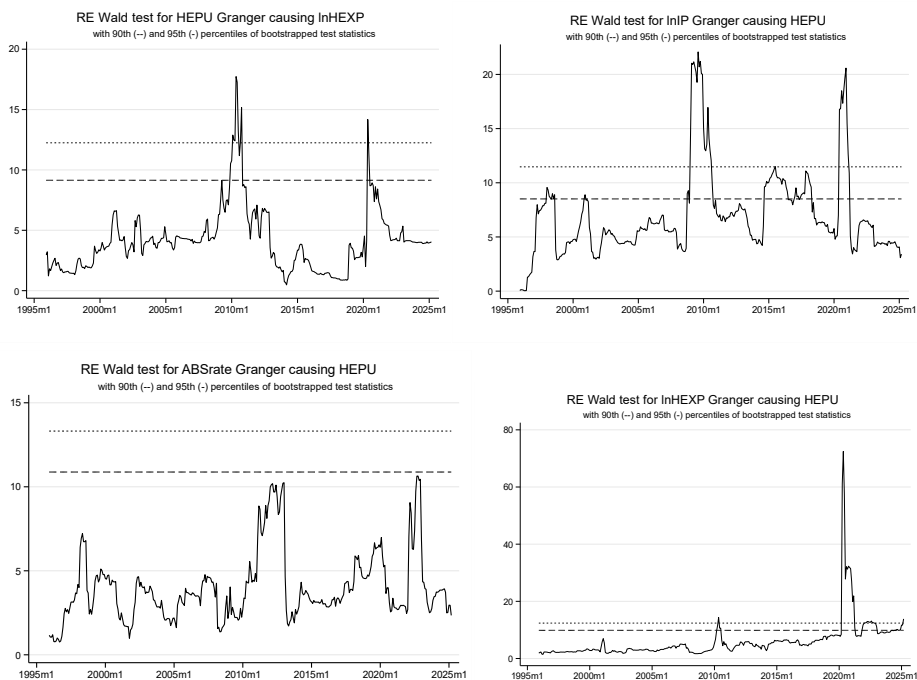 RE Wald test for HEPU Granger causing lnHEXP
with 90th (--) and 95th (-) percentiles of bootstrapped test statistics
20
15
10
5
0
1995m1 2000m1 2005m1 2010m1 2015m1 2020m1 2025m1
RE Wald test for lnIP Granger causing HEPU
with 90th (--) and 95th (-) percentiles of bootstrapped test statistics
20
15
10
5
0
1995m1 2000m1 2005m1 2010m1 2015m1 2020m1 2025m1
RE Wald test for ABSrate Granger causing HEPU
with 90th (--) and 95th (-) percentiles of bootstrapped test statistics
15
10
5
0
1995m1 2000m1 2005m1 2010m1 2015m1 2020m1 2025m1
RE Wald test for lnHEXP Granger causing HEPU
with 90th (--) and 95th (-) percentiles of bootstrapped test statistics
80
60
40
20
0
1995m1 2000m1 2005m1 2010m1 2015m1 2020m1 2025m1